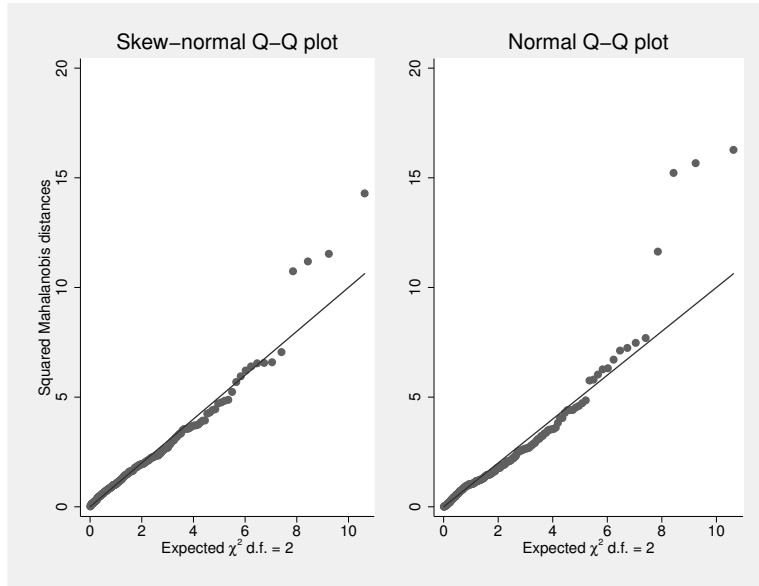 Skew−normal Q−Q plot
Normal Q−Q plot
Squared Mahalanobis distances
20
15
10
5
0
0 2 4 6 8 10
Expected χ² d.f. = 2
20
15
10
5
0
0 2 4 6 8 10
Expected χ² d.f. = 2